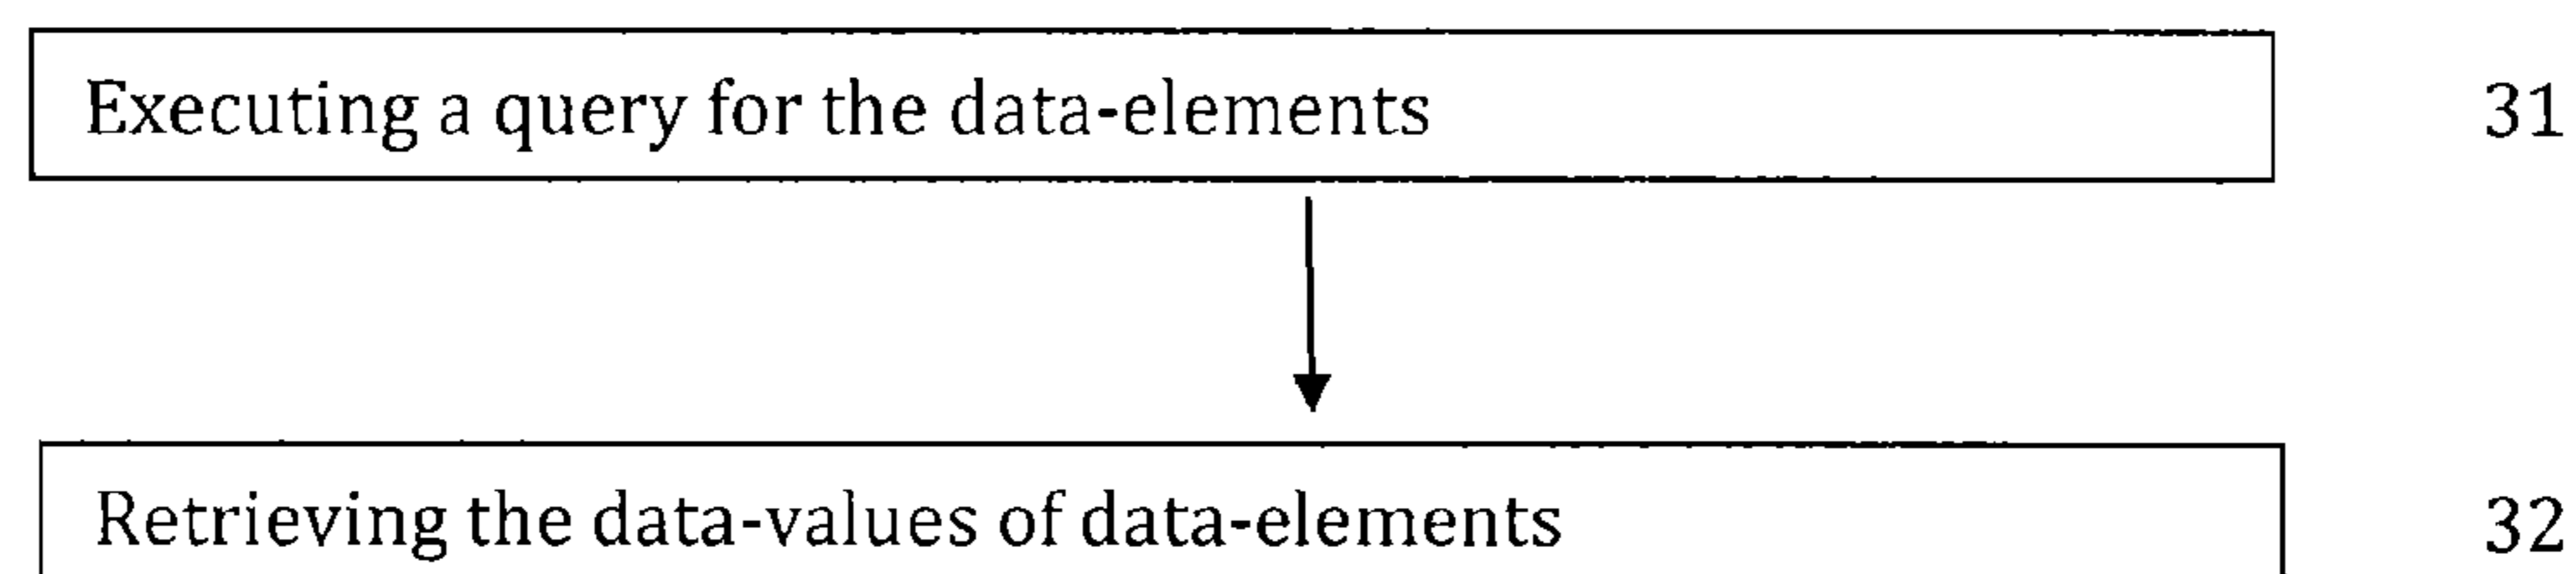 Executing a query for the data-elements 31
Retrieving the data-values of data-elements 32